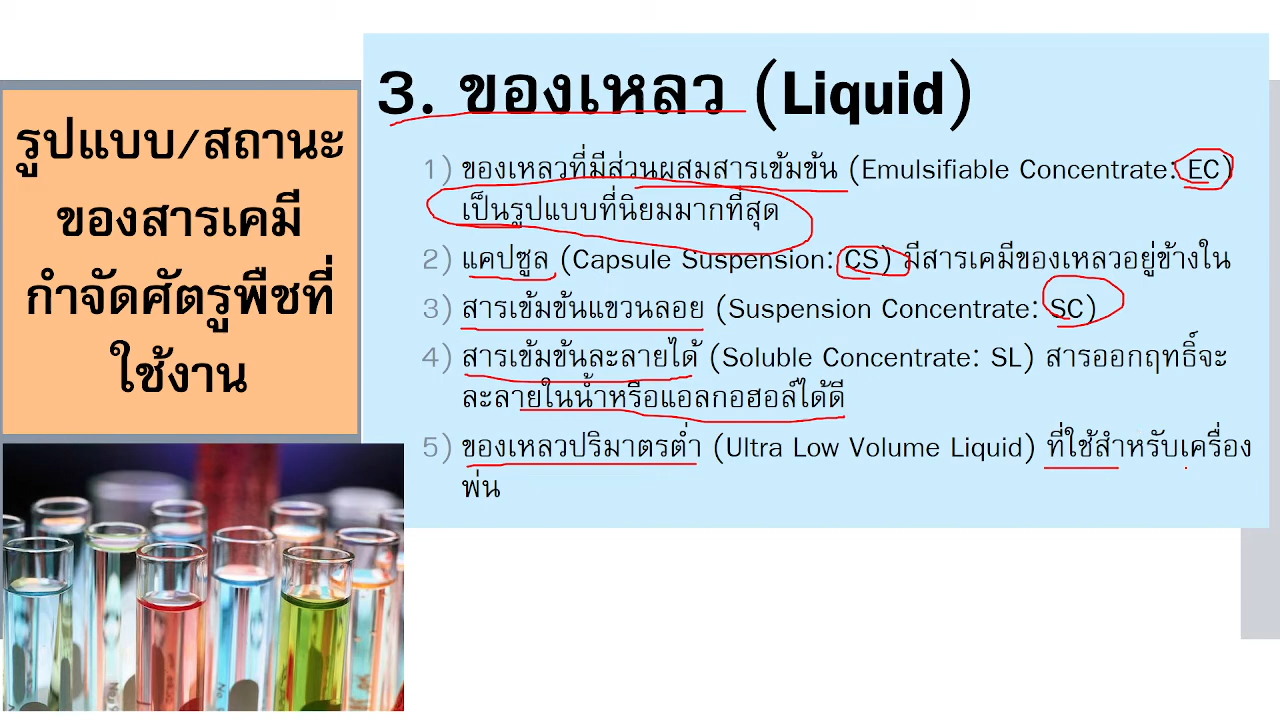 รูปแบบ/สถานะ
ของสารเคมี
กำจัดศัตรูพืชที่
ใช้งาน
3. ของเหลว (Liquid)
1) ของเหลวที่มีส่วนผสมสารเข้มข้น (Emulsifiable Concentrate: EC)
เป็นรูปแบบที่นิยมมากที่สุด
2) แคปซูล (Capsule Suspension: CS) มีสารเคมีของเหลวอยู่ข้างใน
3) สารเข้มข้นแขวนลอย (Suspension Concentrate: SC)
4) สารเข้มข้นละลายได้ (Soluble Concentrate: SL) สารออกฤทธิ์จะ
ละลายในน้ำหรือแอลกอฮอล์ได้ดี
5) ของเหลวปริมาตรต่ำ (Ultra Low Volume Liquid) ที่ใช้สำหรับเครื่อง
พ่น